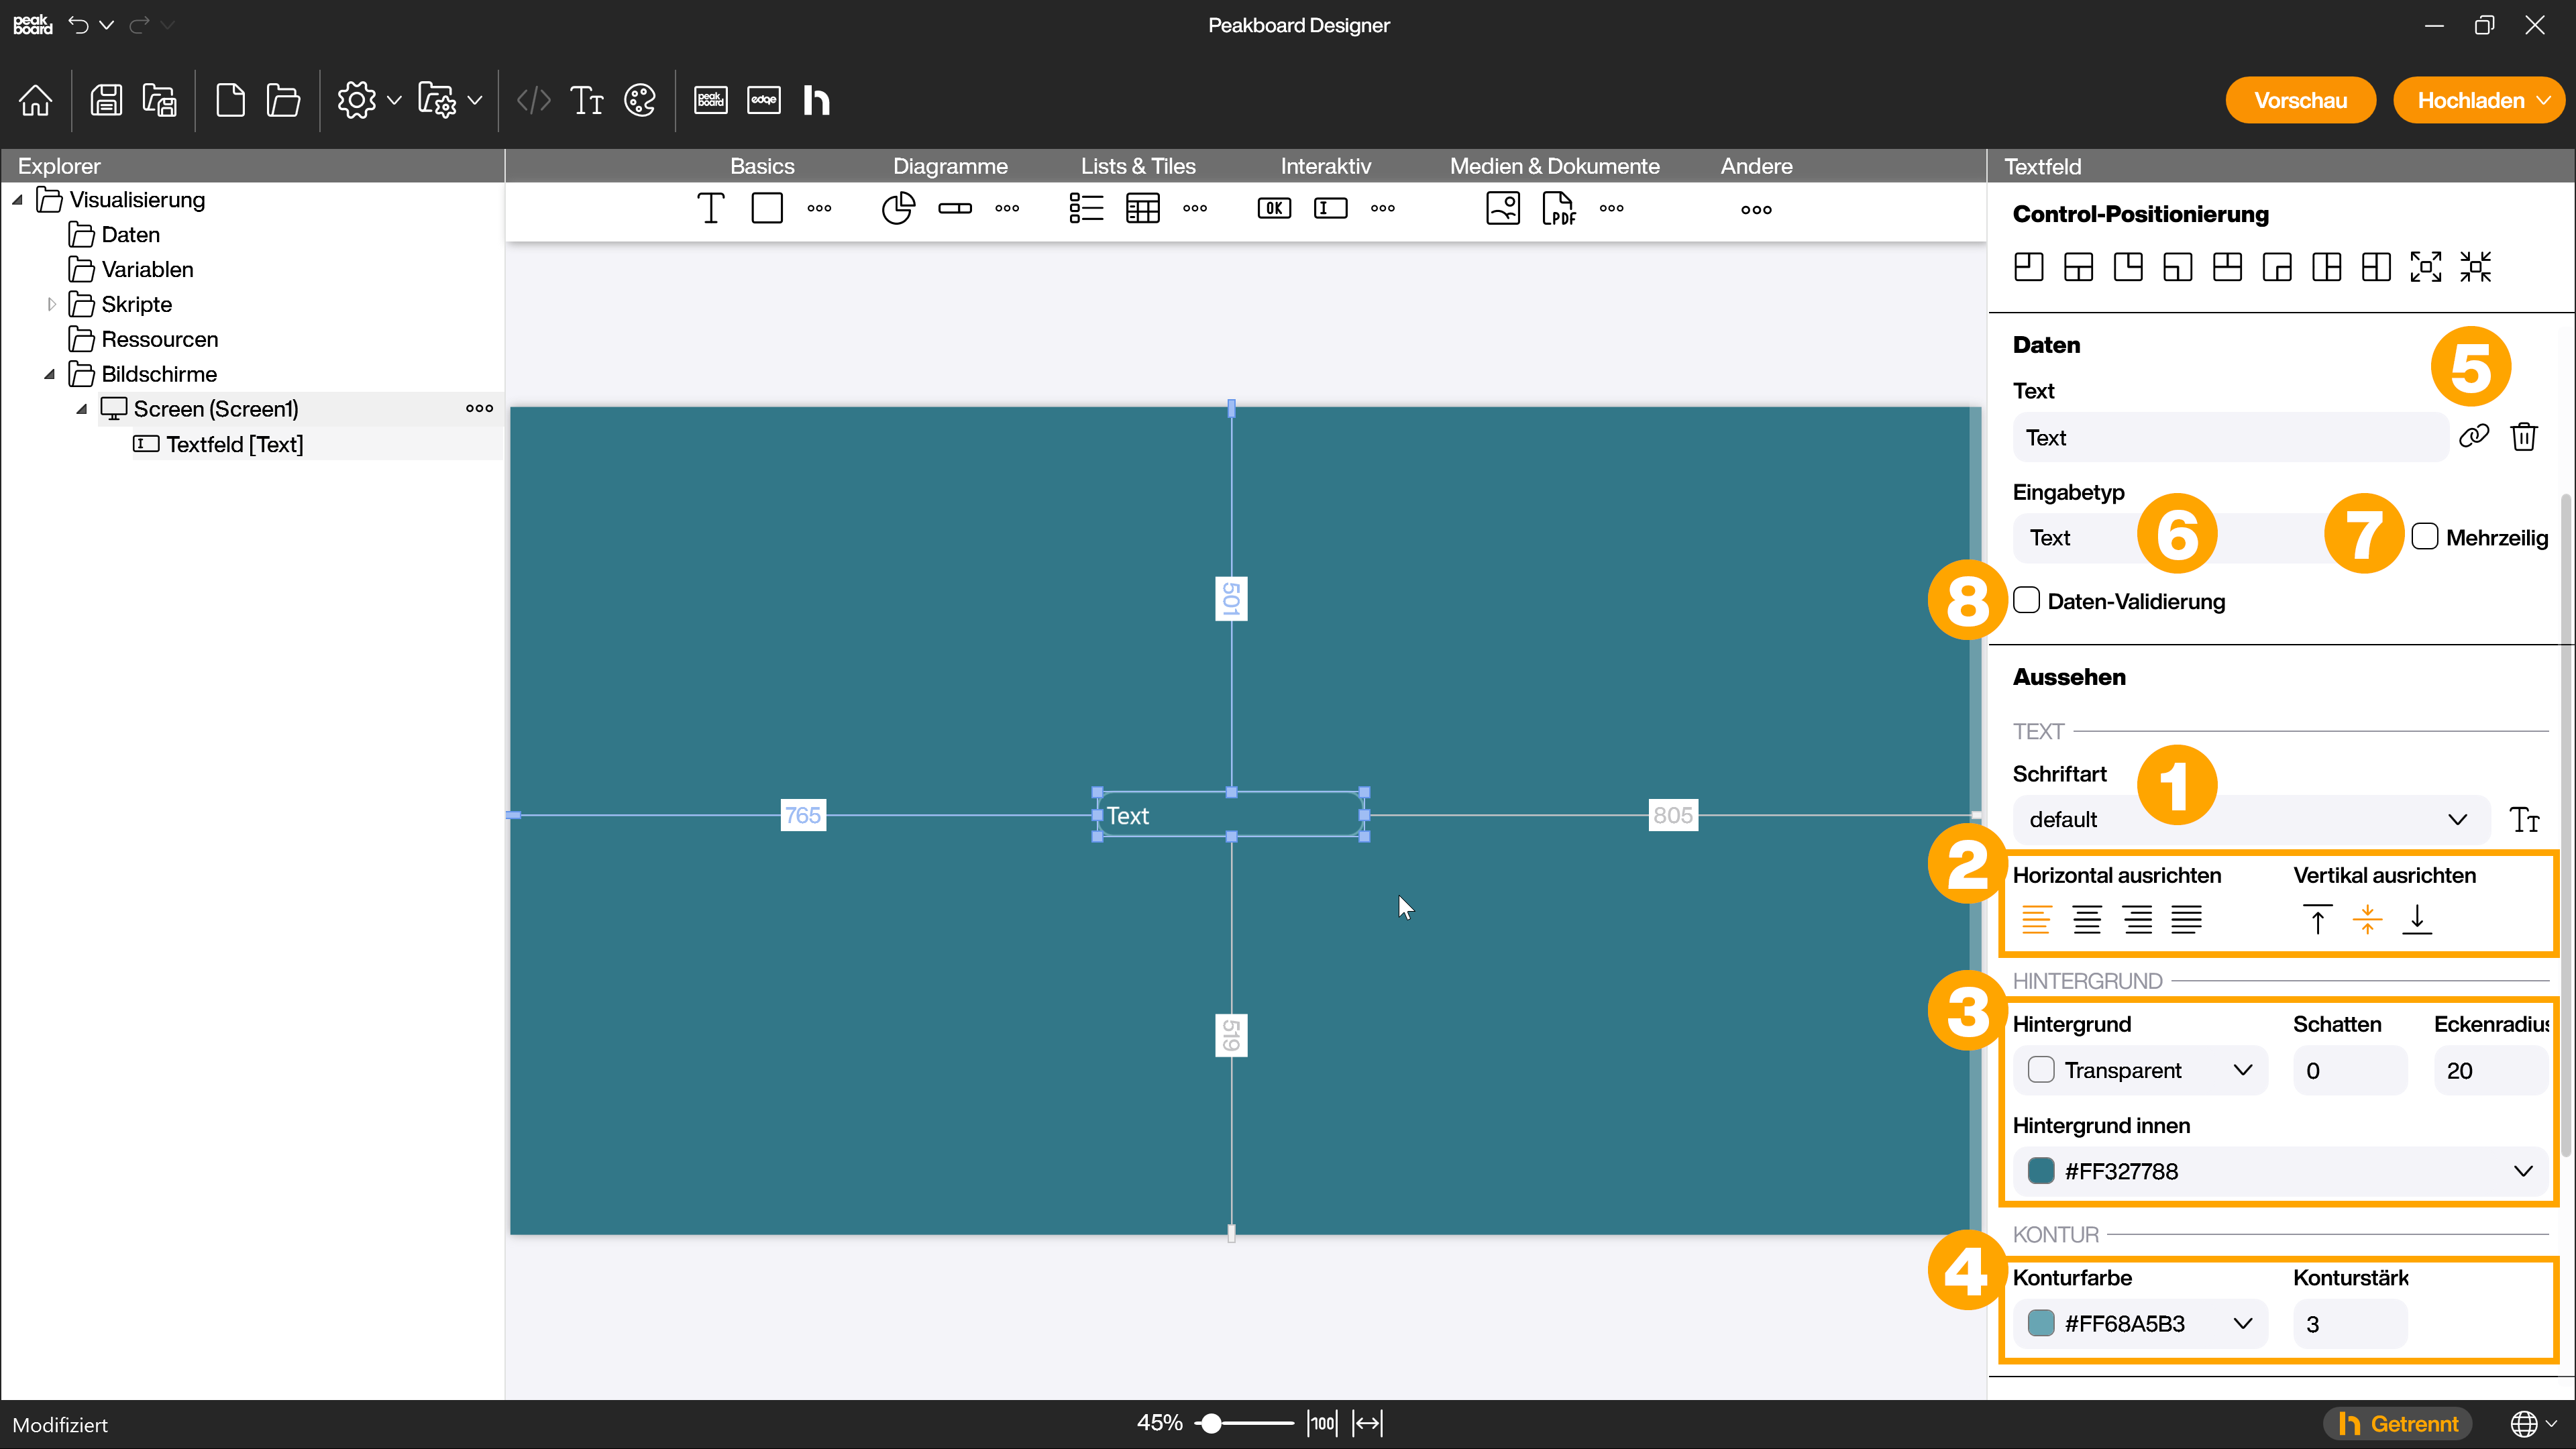 peak
board
Peakboard Designer
peak
board
edge
Vorschau
Hochladen
Explorer
Basics
Diagramme
Lists & Tiles
Interaktiv
Medien & Dokumente
Andere
Textfeld
OK
PDF
Visualisierung
Daten
Variablen
Skripte
Ressourcen
Bildschirme
Screen (Screen1)
Textfeld [Text]
501
765
Text
805
519
Control-Positionierung
Daten
5
Text
Text
Eingabetyp
Text
6
7
Mehrzeilig
8
Daten-Validierung
Aussehen
TEXT
Schriftart
1
default
2
Horizontal ausrichten
Vertikal ausrichten
HINTERGRUND
3
Hintergrund
Schatten
Eckenradius
Transparent
0
20
Hintergrund innen
#FF327788
KONTUR
4
Konturfarbe
Konturstärk
#FF68A5B3
3
Modifiziert
45%
100
Getrennt